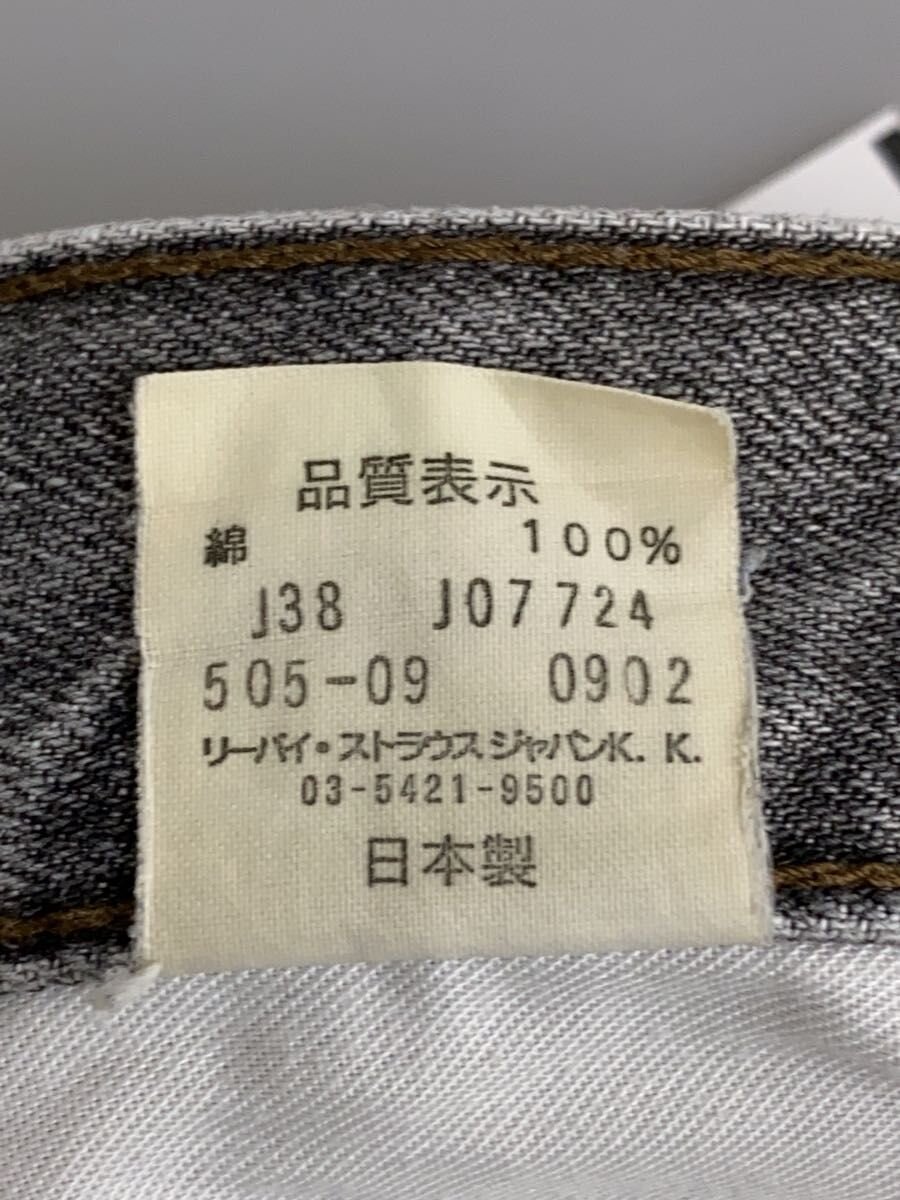 品質表示
綿 100%
J38 J07724
505-09 0902
リーバイ・ストラウスジャパンK.K.
03-5421-9500
日本製